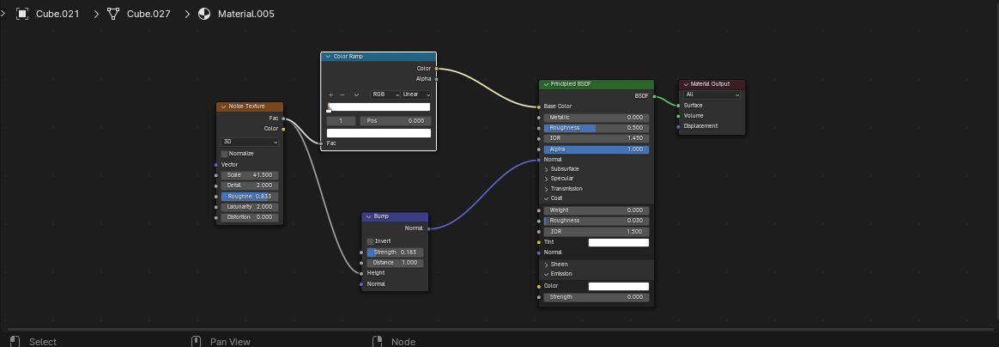 Cube.021 Cube.027 Material.005
Color Ramp
Color
Alpha
RGB Linear
1 Pos 0.000
Fac
Noise Texture
Fac
Color
3D
Normalize
Vector
Scale 41.500
Detail 2.000
Roughne 0.833
Lacunarity 2.000
Distortion 0.000
Bump
Normal
Invert
Strength 0.183
Distance 1.000
Height
Normal
Principled BSDF
BSDF
Base Color
Metallic 0.000
Roughness 0.500
IOR 1.450
Alpha 1.000
Normal
Subsurface
Specular
Transmission
Coat
Weight 0.000
Roughness 0.030
IOR 1.500
Tint
Normal
Sheen
Emission
Color
Strength 0.000
Material Output
All
Surface
Volume
Displacement
Select Pan View Node